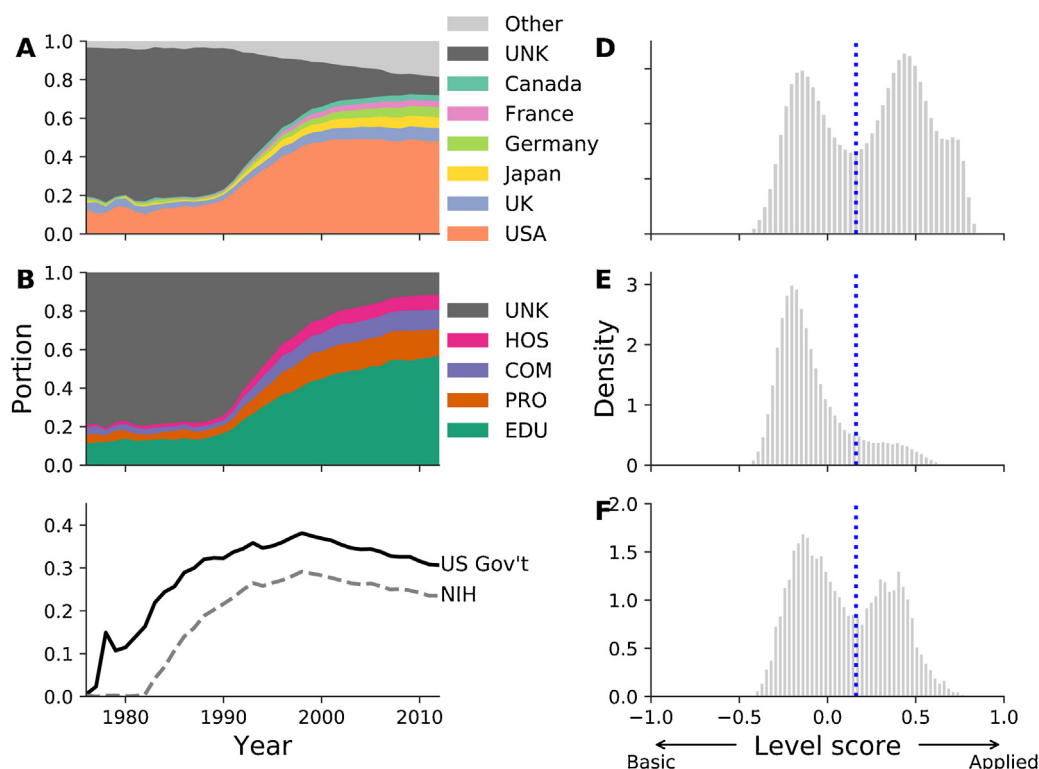 A
1.0
0.8
0.6
0.4
0.2
0.0
Other
UNK
Canada
France
Germany
Japan
UK
USA
B
1.0
0.8
0.6
0.4
0.2
0.0
Portion
UNK
HOS
COM
PRO
EDU
0.4
0.3
0.2
0.1
0.0
US Gov't
NIH
1980
1990
2000
2010
Year
D
E
3
2
1
0
Density
F
2.0
1.5
1.0
0.5
0.0
−1.0
−0.5
0.0
0.5
1.0
Level score
Basic
Applied